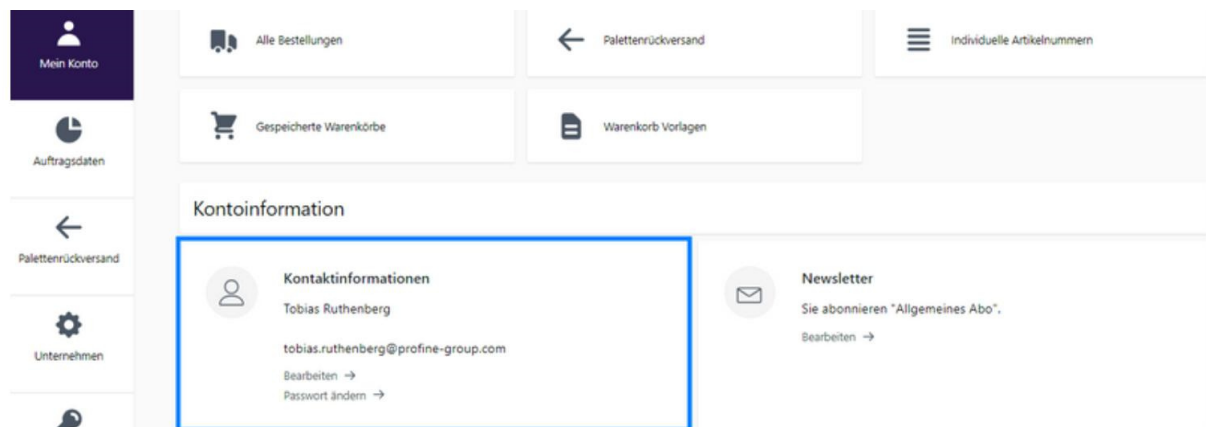 Mein Konto
Alle Bestellungen
Palettenrückversand
Individuelle Artikelnummern
Auftragsdaten
Gespeicherte Warenkörbe
Warenkorb Vorlagen
Palettenrückversand
Unternehmen
Kontoinformation
Kontaktinformationen
Tobias Ruthenberg
tobias.ruthenberg@profine-group.com
Bearbeiten →
Passwort ändern →
Newsletter
Sie abonnieren "Allgemeines Abo".
Bearbeiten →